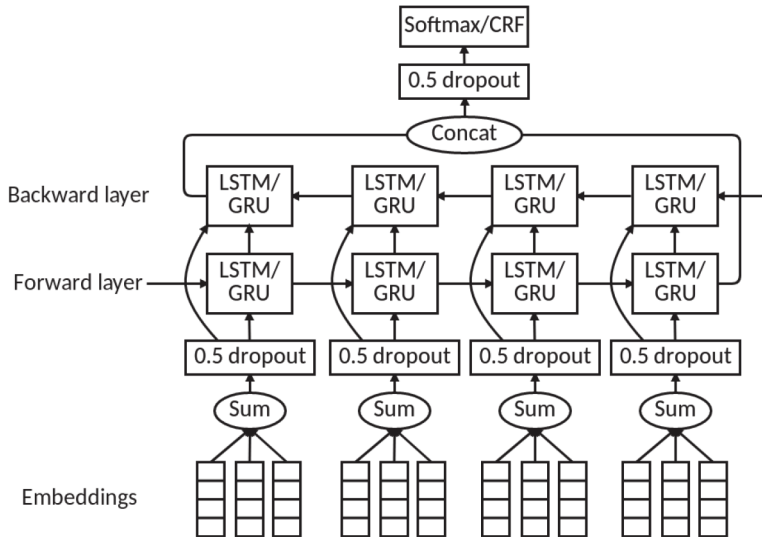 Softmax/CRF
0.5 dropout
Concat
Backward layer
LSTM/
GRU
LSTM/
GRU
LSTM/
GRU
LSTM/
GRU
Forward layer
LSTM/
GRU
LSTM/
GRU
LSTM/
GRU
LSTM/
GRU
0.5 dropout
0.5 dropout
0.5 dropout
0.5 dropout
Sum
Sum
Sum
Sum
Embeddings